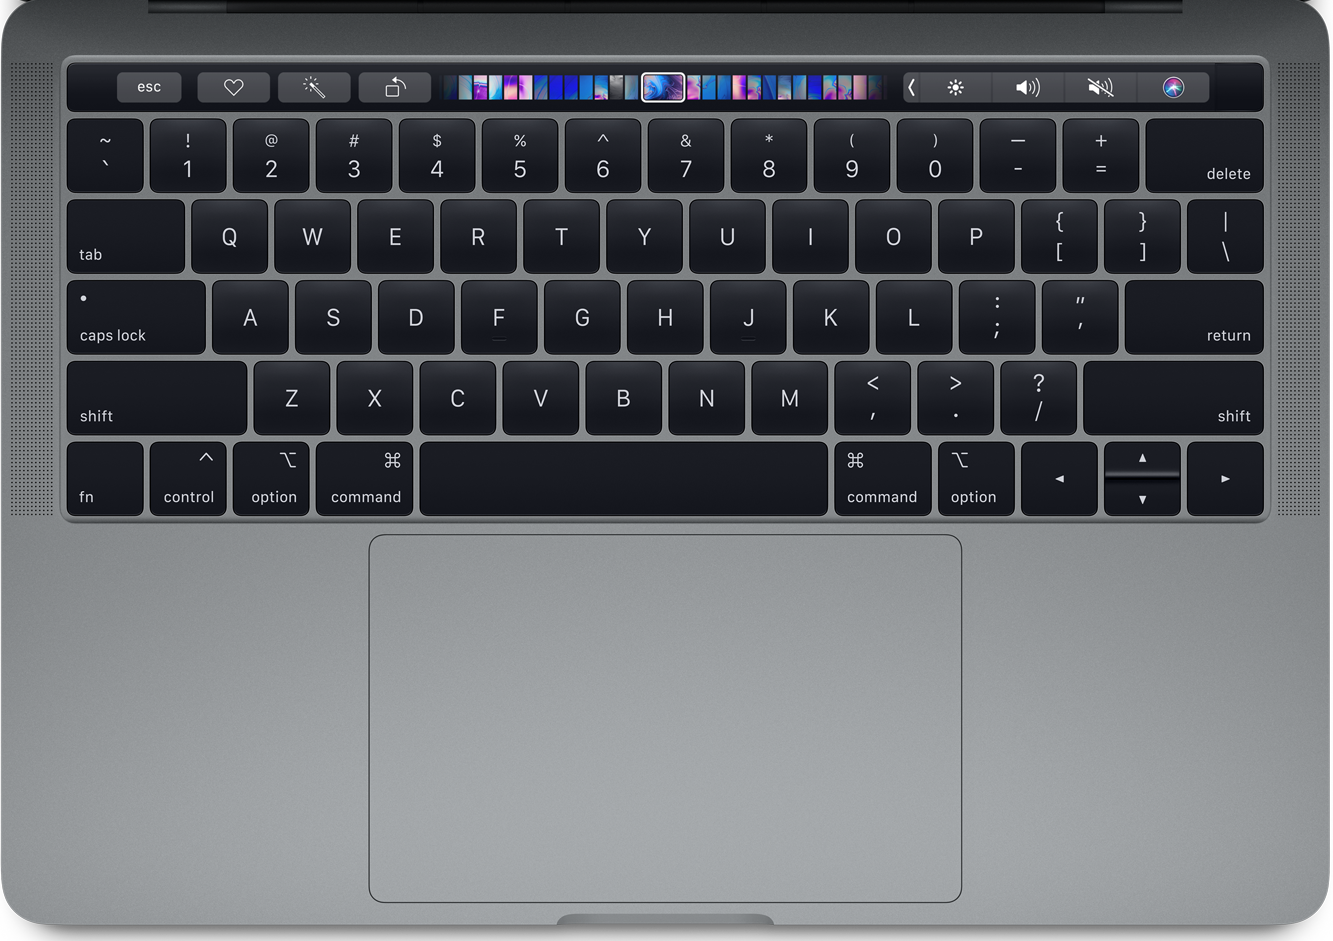 esc
~ ! @ # $ % ^ & * ( ) — +
` 1 2 3 4 5 6 7 8 9 0 - = delete
tab Q W E R T Y U I O P { [ } ] | \
caps lock A S D F G H J K L : ; " ' return
shift Z X C V B N M < , > . ? / shift
fn ^ control ⌥ option ⌘ command ⌘ command ⌥ option ◀ ▲ ▼ ▶